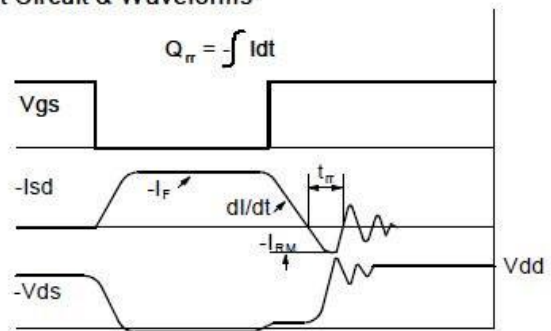 t Circuit & Waveforms
Qrr = -∫ Idt
Vgs
-Isd
-IF
trr
dI/dt
-IRM
Vdd
-Vds